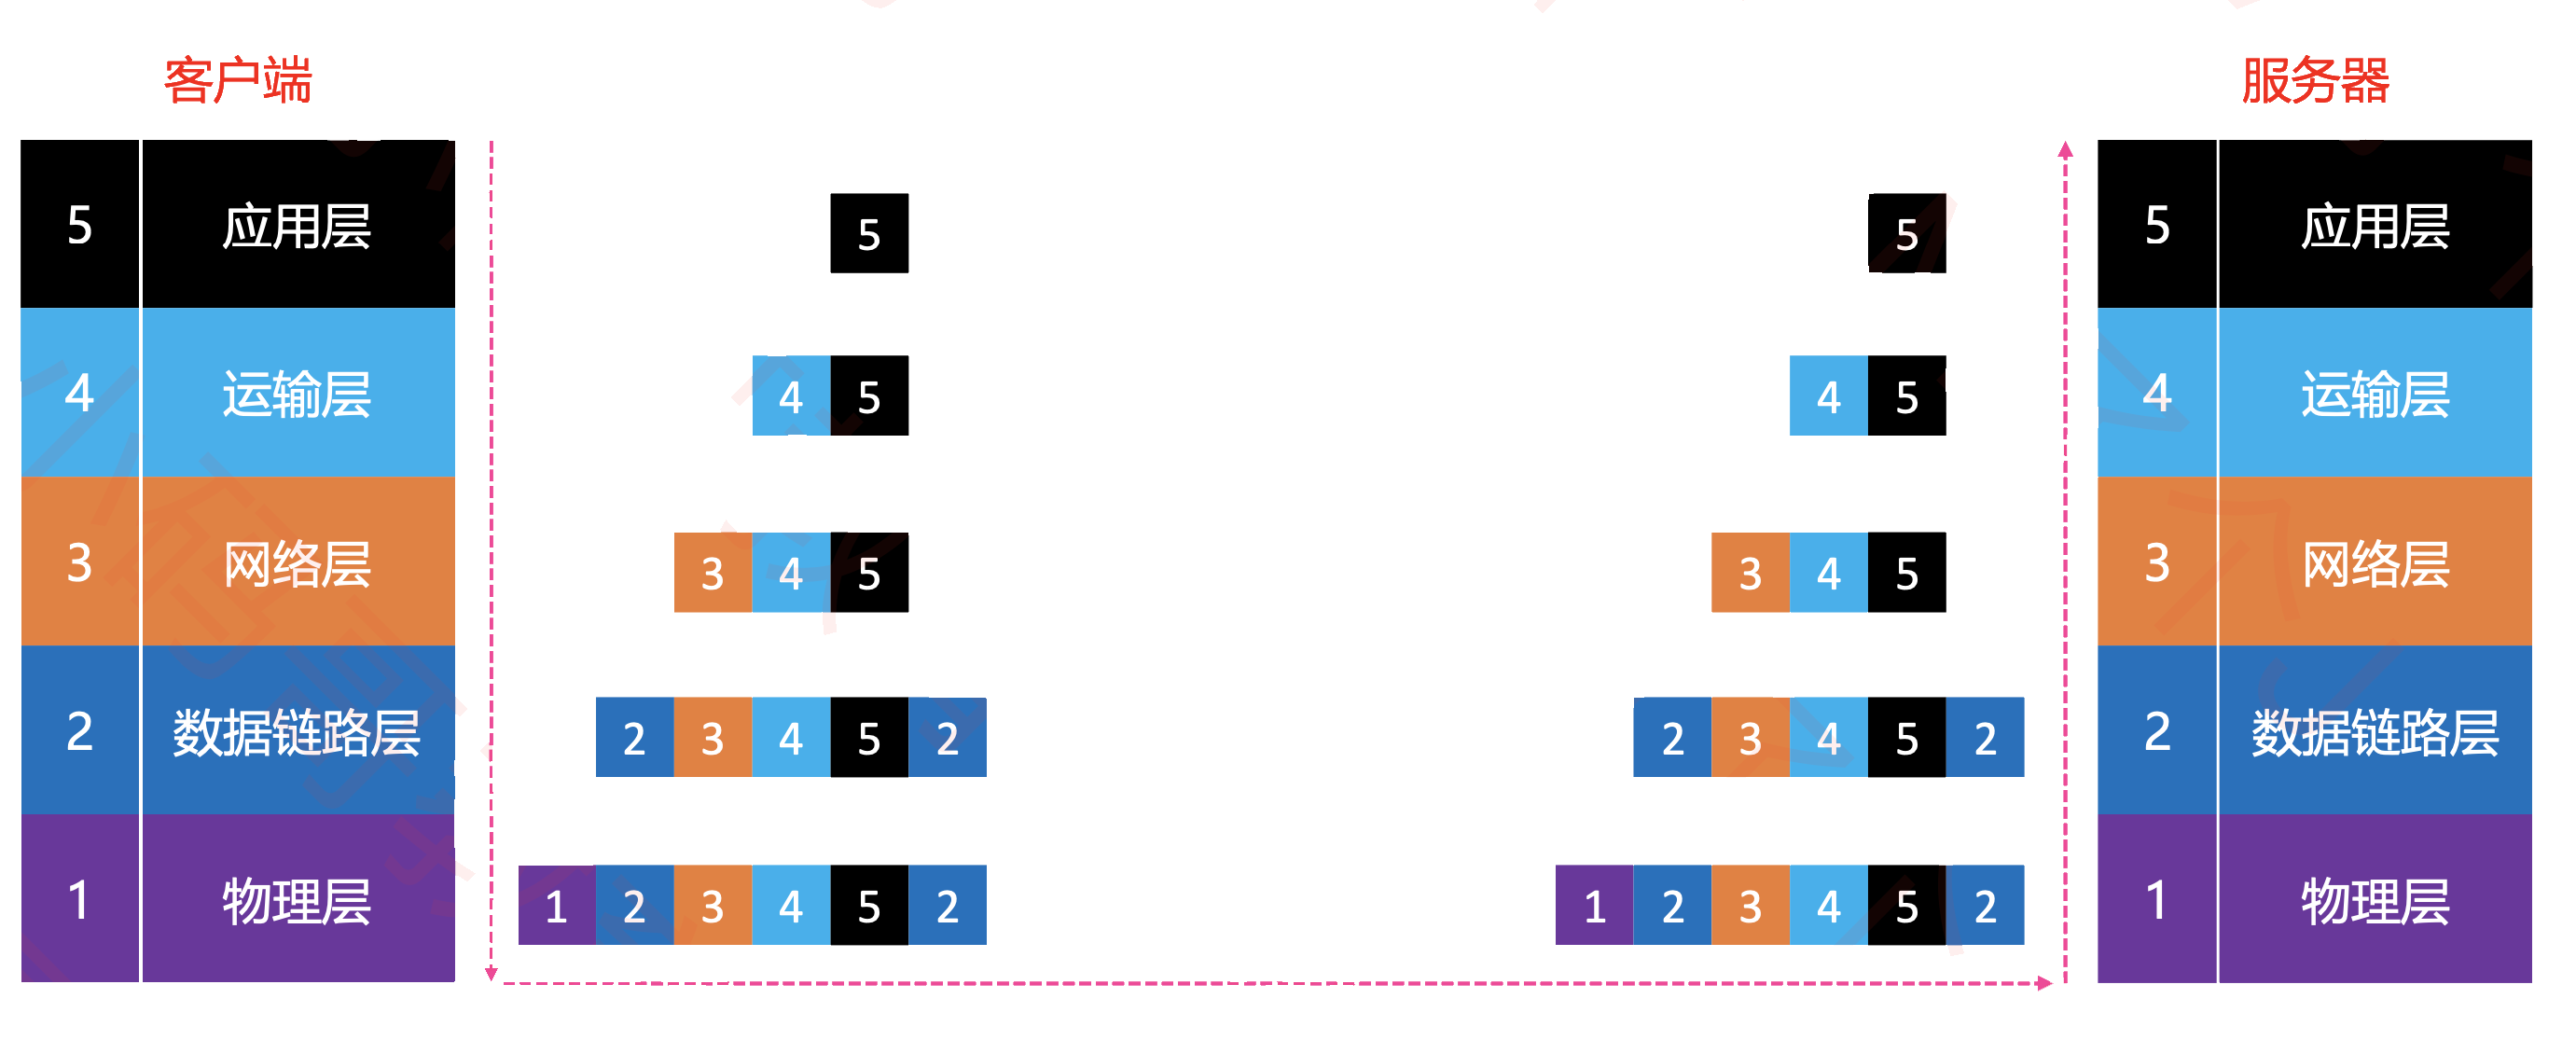 客户端 服务器
5 应用层 5 5 5 应用层
4 运输层 4 5 4 5 4 运输层
3 网络层 3 4 5 3 4 5 3 网络层
2 数据链路层 2 3 4 5 2 2 3 4 5 2 2 数据链路层
1 物理层 1 2 3 4 5 2 1 2 3 4 5 2 1 物理层